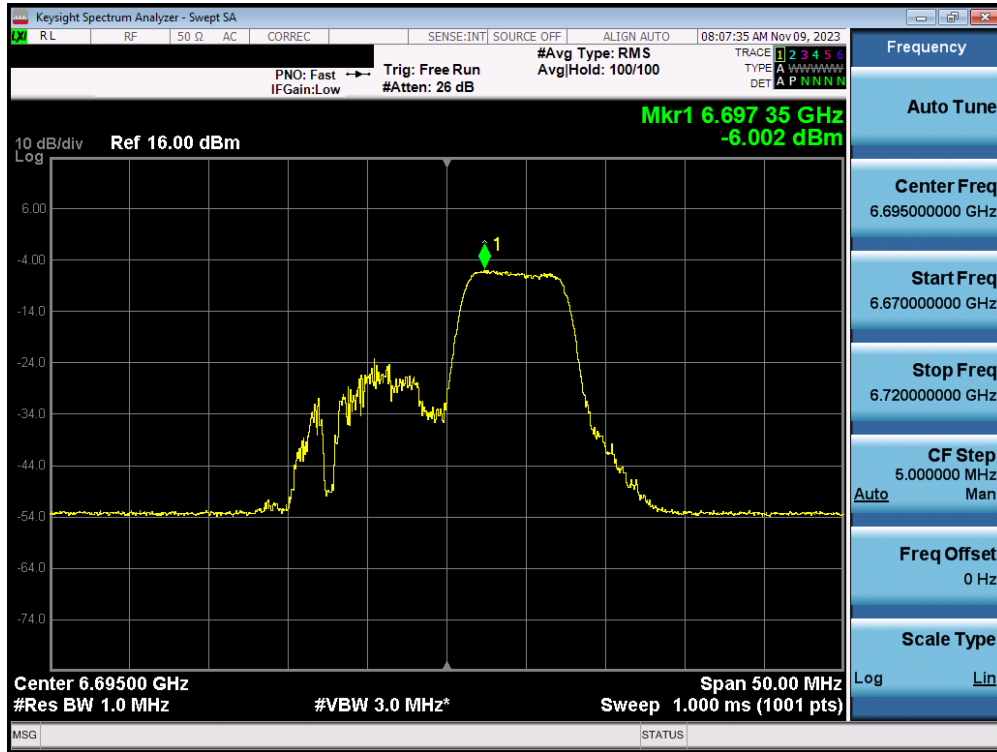 Keysight Spectrum Analyzer - Swept SA
LXI RL RF 50 Ω AC CORREC SENSE:INT SOURCE OFF ALIGN AUTO 08:07:35 AM Nov 09, 2023
PNO: Fast Trig: Free Run #Avg Type: RMS TRACE 1 2 3 4 5 6
IFGain:Low #Atten: 26 dB Avg|Hold: 100/100 TYPE A WWWWW
DET A P N N N N
Mkr1 6.697 35 GHz
-6.002 dBm
10 dB/div Ref 16.00 dBm
Log
1
6.00
-4.00
-14.0
-24.0
-34.0
-44.0
-54.0
-64.0
-74.0
Center 6.69500 GHz Span 50.00 MHz
#Res BW 1.0 MHz #VBW 3.0 MHz* Sweep 1.000 ms (1001 pts)
MSG STATUS
Frequency
Auto Tune
Center Freq
6.695000000 GHz
Start Freq
6.670000000 GHz
Stop Freq
6.720000000 GHz
CF Step
5.000000 MHz
Auto Man
Freq Offset
0 Hz
Scale Type
Log Lin